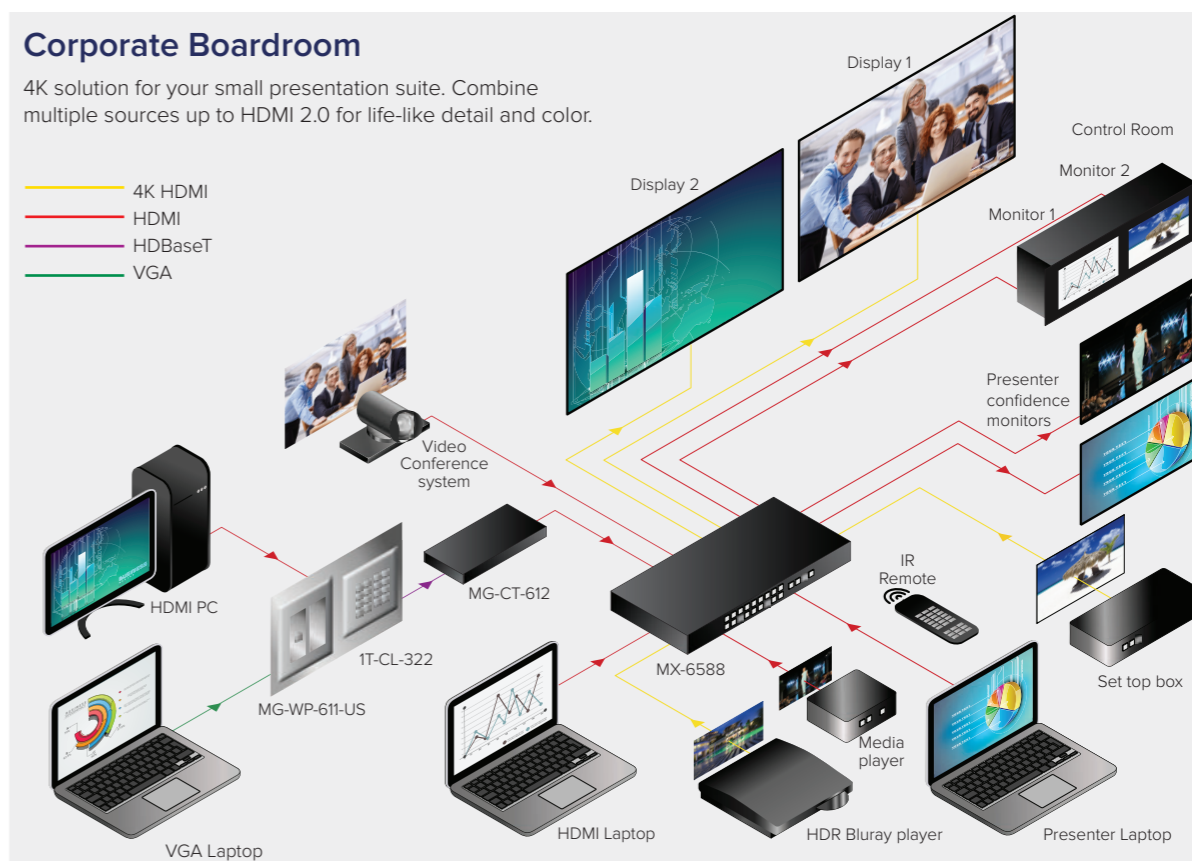 Corporate Boardroom
4K solution for your small presentation suite. Combine
multiple sources up to HDMI 2.0 for life-like detail and color.
4K HDMI
HDMI
HDBaseT
VGA
Display 1
Display 2
Control Room
Monitor 2
Monitor 1
Presenter
confidence
monitors
Video
Conference
system
HDMI PC
MG-CT-612
1T-CL-322
MG-WP-611-US
VGA Laptop
MX-6588
IR
Remote
Set top box
Media
player
HDMI Laptop
HDR Bluray player
Presenter Laptop